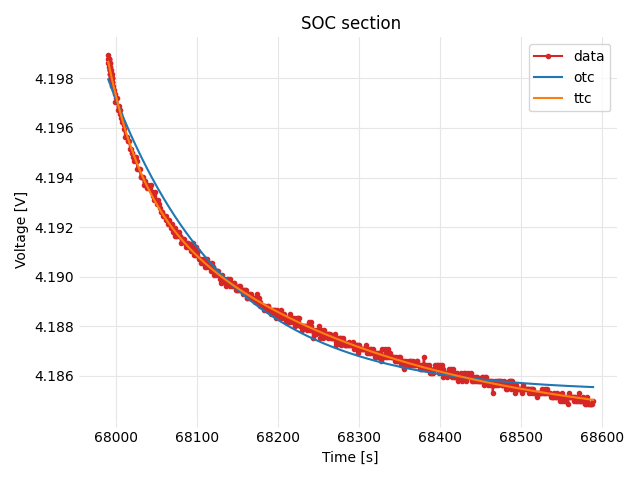 SOC section
data
otc
ttc
Voltage [V]
4.198
4.196
4.194
4.192
4.190
4.188
4.186
68000 68100 68200 68300 68400 68500 68600
Time [s]